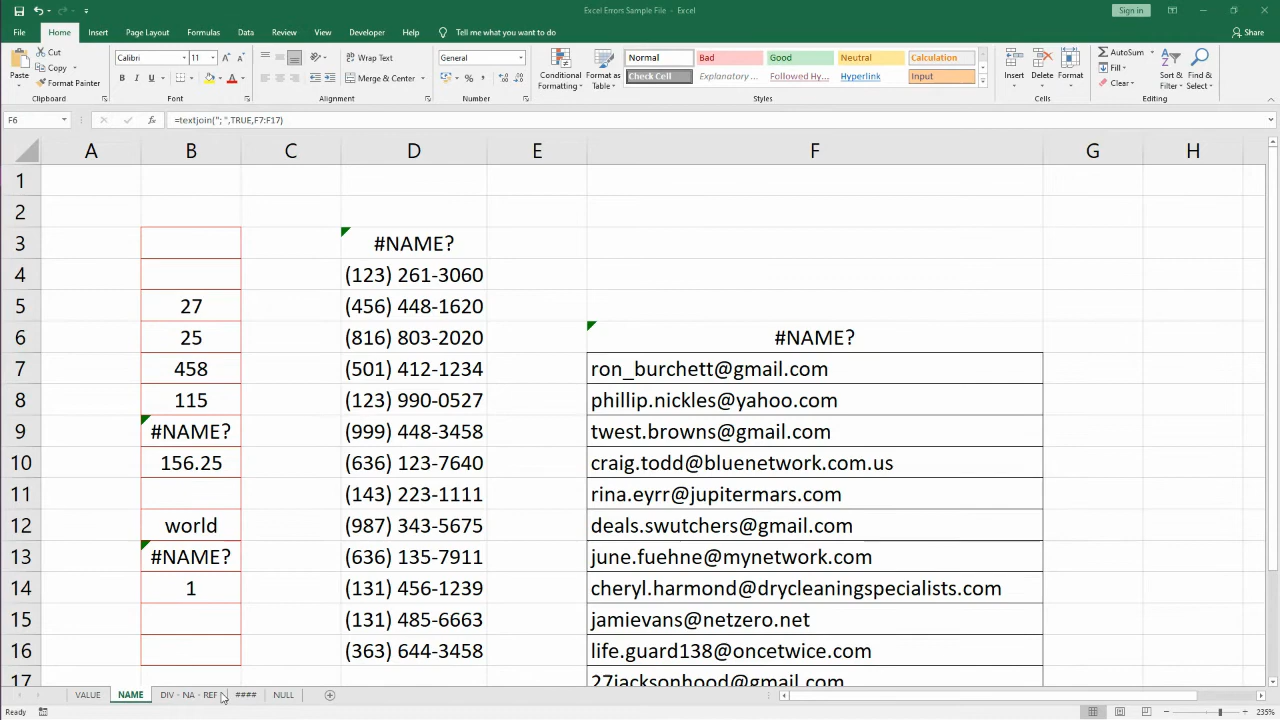 Excel Errors Sample File - Excel
Sign in
File Home Insert Page Layout Formulas Data Review View Developer Help Tell me what you want to do Share
Paste Cut Copy Format Painter Clipboard
Calibri 11 B I U A A A Font
Wrap Text Merge & Center Alignment
General $ % , Number
Conditional Formatting Format as Table Normal Bad Good Neutral Calculation
Check Cell Explanatory ... Followed Hy... Hyperlink Input Styles
Insert Delete Format Cells
AutoSum Fill Clear Sort & Filter Find & Select Editing
F6 fx =textjoin("; ",TRUE,F7:F17)
A B C D E F G H
1
2
3 #NAME?
4 (123) 261-3060
5 27 (456) 448-1620
6 25 (816) 803-2020 #NAME?
7 458 (501) 412-1234 ron_burchett@gmail.com
8 115 (123) 990-0527 phillip.nickles@yahoo.com
9 #NAME? (999) 448-3458 twest.browns@gmail.com
10 156.25 (636) 123-7640 craig.todd@bluenetwork.com.us
11 (143) 223-1111 rina.eyrr@jupitermars.com
12 world (987) 343-5675 deals.swutchers@gmail.com
13 #NAME? (636) 135-7911 june.fuehne@mynetwork.com
14 1 (131) 456-1239 cheryl.harmond@drycleaningspecialists.com
15 (131) 485-6663 jamievans@netzero.net
16 (363) 644-3458 life.guard138@oncetwice.com
17 27jacksonhood@gmail.com
VALUE NAME DIV - NA - REF #### NULL
Ready 235%